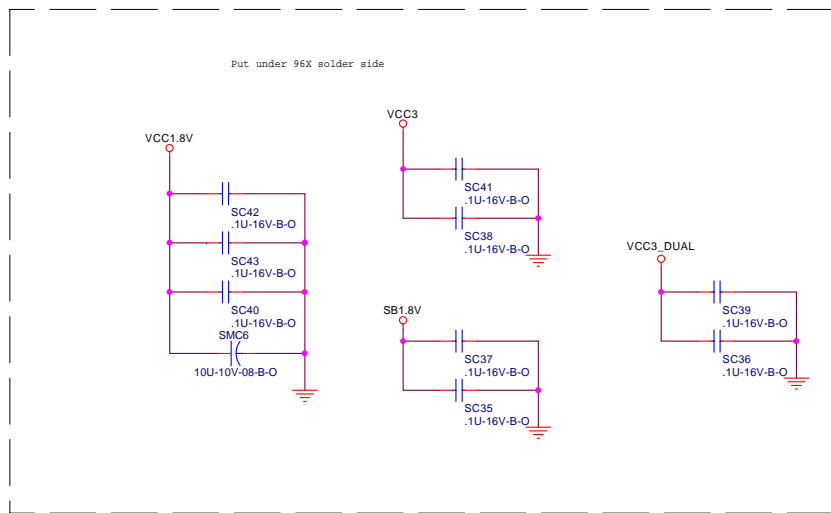 Put under 96X solder side
VCC1.8V
SC42
.1U-16V-B-O
SC43
.1U-16V-B-O
SC40
.1U-16V-B-O
SMC6
10U-10V-08-B-O
VCC3
SC41
.1U-16V-B-O
SC38
.1U-16V-B-O
SB1.8V
SC37
.1U-16V-B-O
SC35
.1U-16V-B-O
VCC3_DUAL
SC39
.1U-16V-B-O
SC36
.1U-16V-B-O